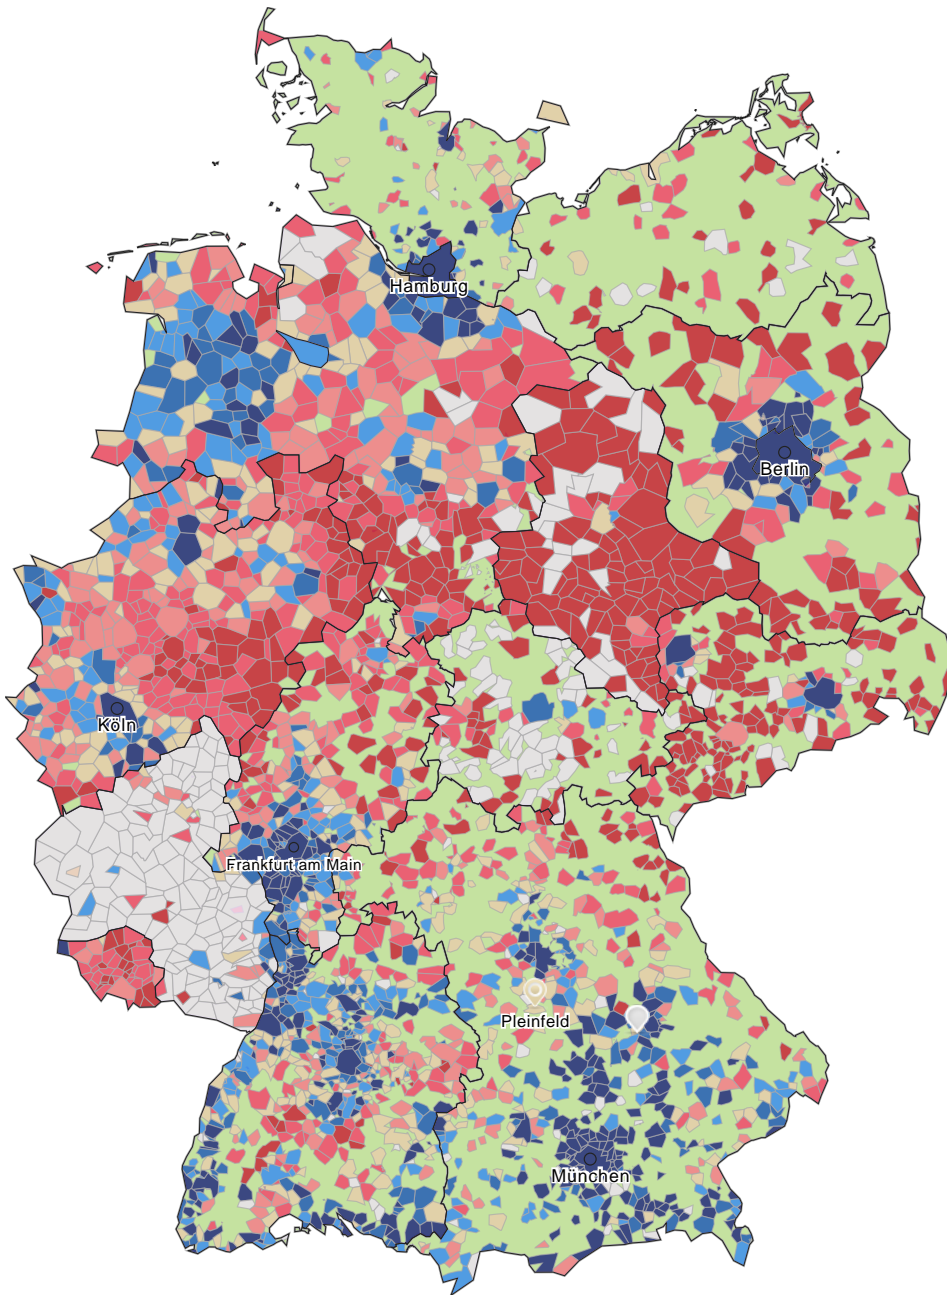 Hamburg
Berlin
Köln
Frankfurt am Main
Pleinfeld
München